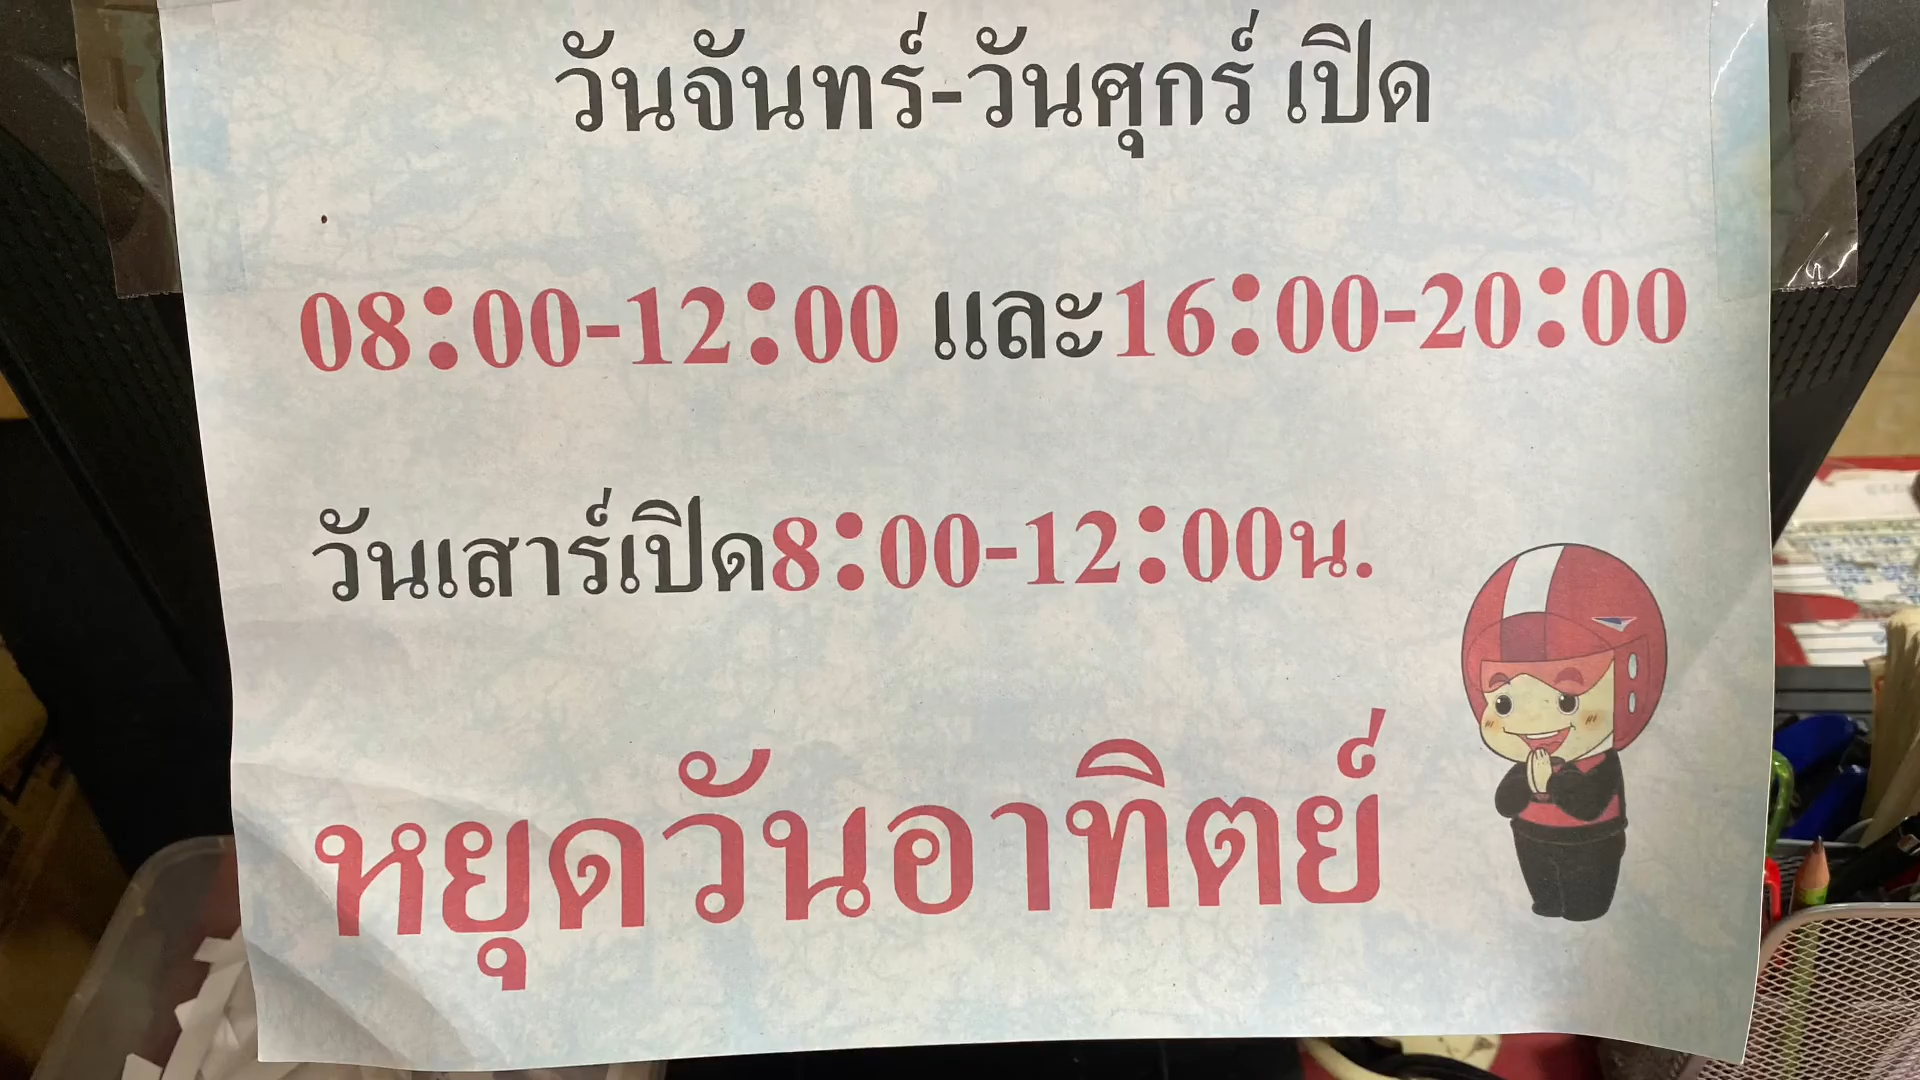 วันจันทร์-วันศุกร์ เปิด
08:00-12:00 และ16:00-20:00
วันเสาร์เปิด8:00-12:00น.
หยุดวันอาทิตย์